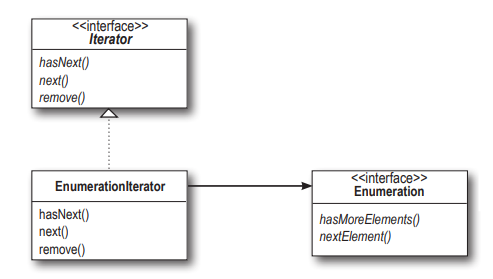 <<interface>>
Iterator
hasNext()
next()
remove()
EnumerationIterator
hasNext()
next()
remove()
<<interface>>
Enumeration
hasMoreElements()
nextElement()